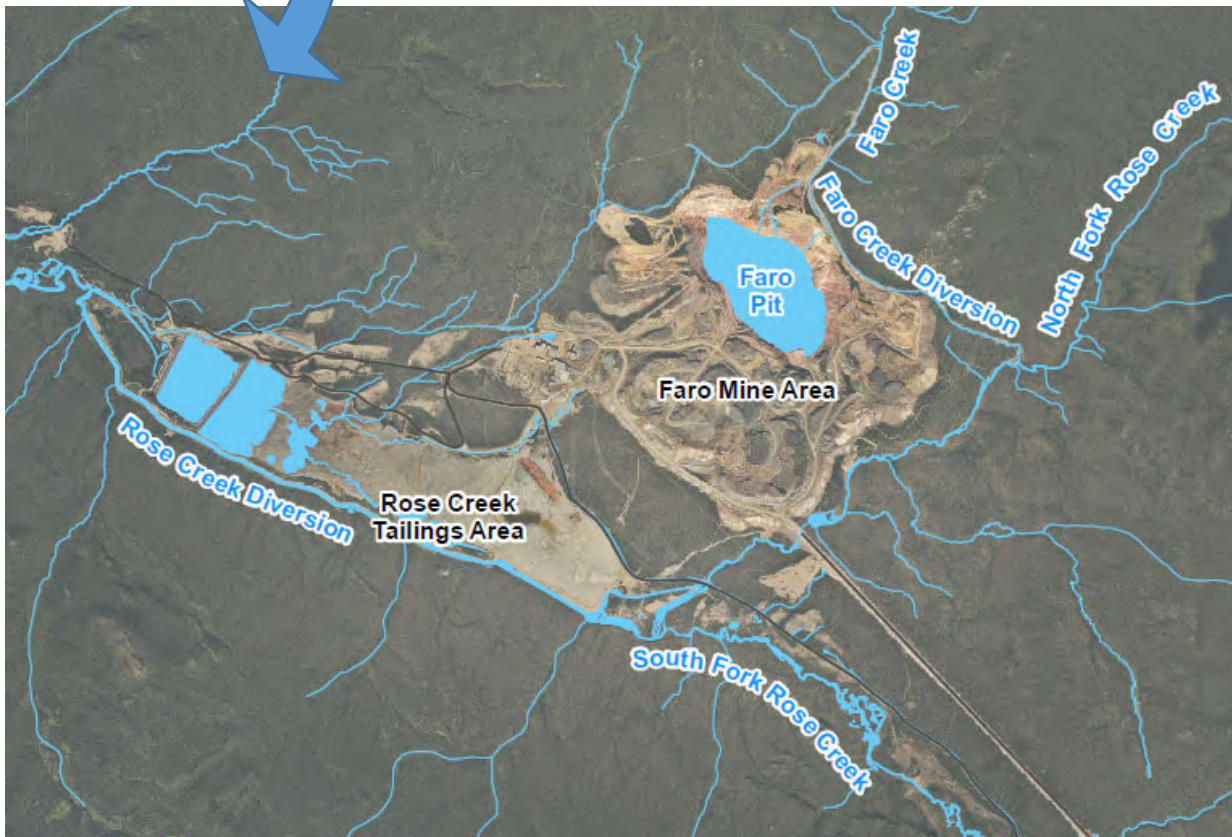 Faro Creek
North Fork Rose Creek
Faro Creek Diversion
Faro
Pit
Faro Mine Area
Rose Creek Diversion
Rose Creek
Tailings Area
South Fork Rose Creek